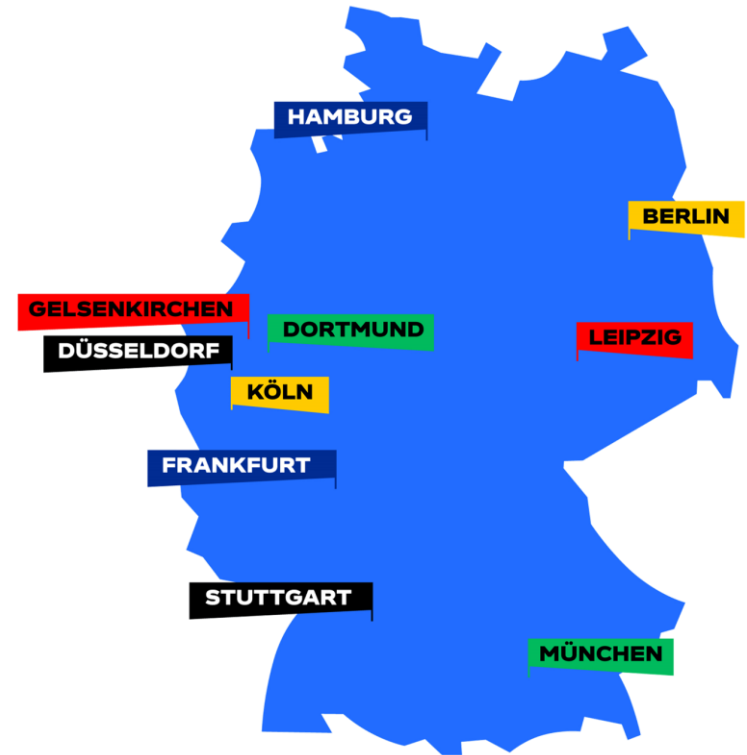 HAMBURG
BERLIN
GELSENKIRCHEN
DORTMUND
LEIPZIG
DÜSSELDORF
KÖLN
FRANKFURT
STUTTGART
MÜNCHEN